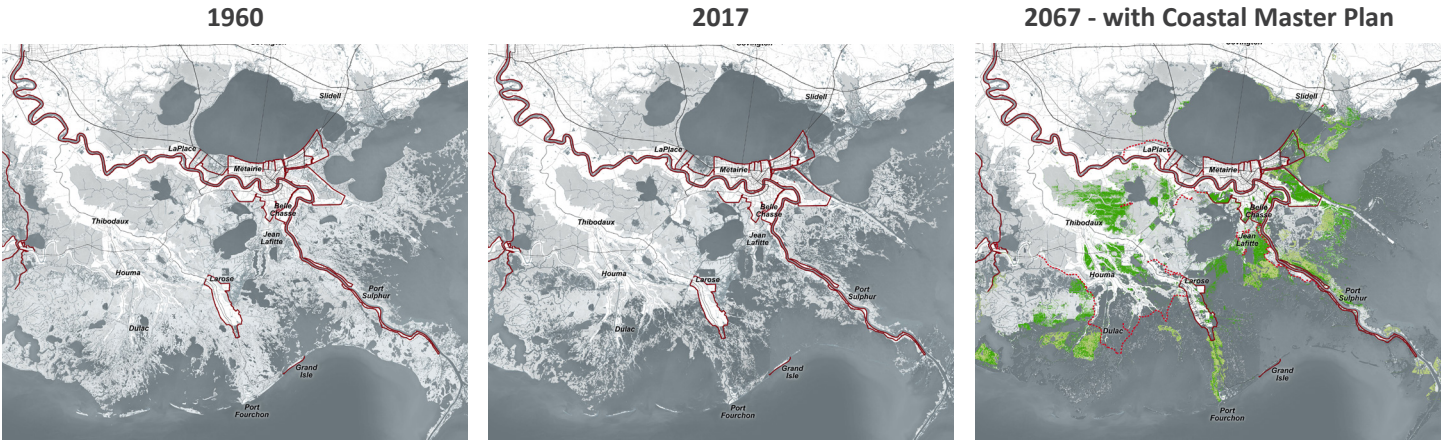 1960
2017
2067 - with Coastal Master Plan
Covington
Slidell
LaPlace
Metairie
Belle
Chasse
Thibodaux
Jean
Lafitte
Houma
Larose
Port
Sulphur
Dulac
Grand
Isle
Port
Fourchon
Covington
Slidell
LaPlace
Metairie
Belle
Chasse
Thibodaux
Jean
Lafitte
Houma
Larose
Port
Sulphur
Dulac
Grand
Isle
Port
Fourchon
Covington
Slidell
LaPlace
Metairie
Belle
Chasse
Thibodaux
Jean
Lafitte
Houma
Larose
Port
Sulphur
Dulac
Grand
Isle
Port
Fourchon